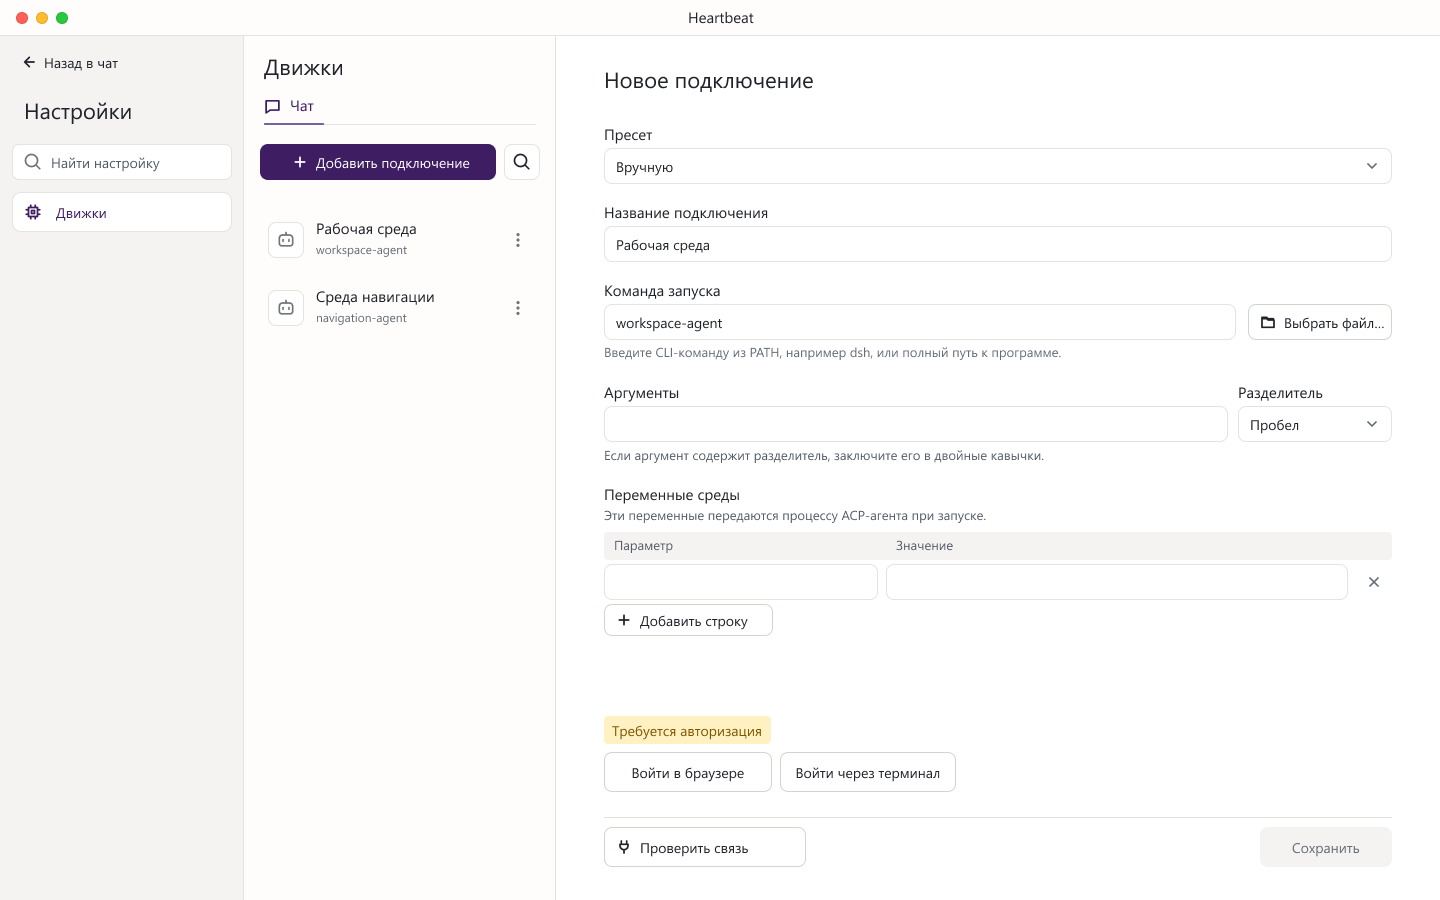 Heartbeat
Назад в чат
Настройки
Найти настройку
Движки
Движки
Чат
Добавить подключение
Рабочая среда
workspace-agent
Среда навигации
navigation-agent
Новое подключение
Пресет
Вручную
Название подключения
Рабочая среда
Команда запуска
workspace-agent
Выбрать файл...
Введите CLI-команду из PATH, например dsh, или полный путь к программе.
Аргументы
Разделитель
Пробел
Если аргумент содержит разделитель, заключите его в двойные кавычки.
Переменные среды
Эти переменные передаются процессу ACP-агента при запуске.
Параметр
Значение
Добавить строку
Требуется авторизация
Войти в браузере
Войти через терминал
Проверить связь
Сохранить